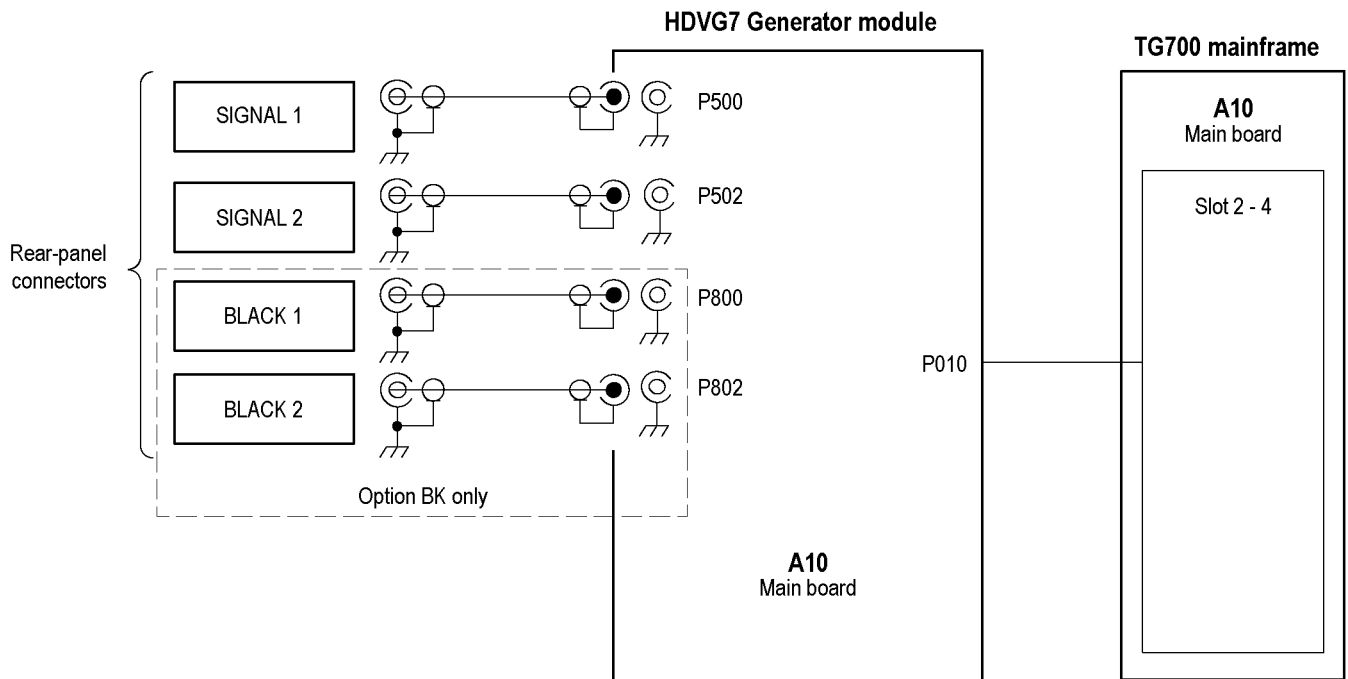 HDVG7 Generator module
TG700 mainframe
SIGNAL 1
P500
A10
Main board
SIGNAL 2
P502
Slot 2 - 4
Rear-panel
connectors
BLACK 1
P800
P010
BLACK 2
P802
Option BK only
A10
Main board